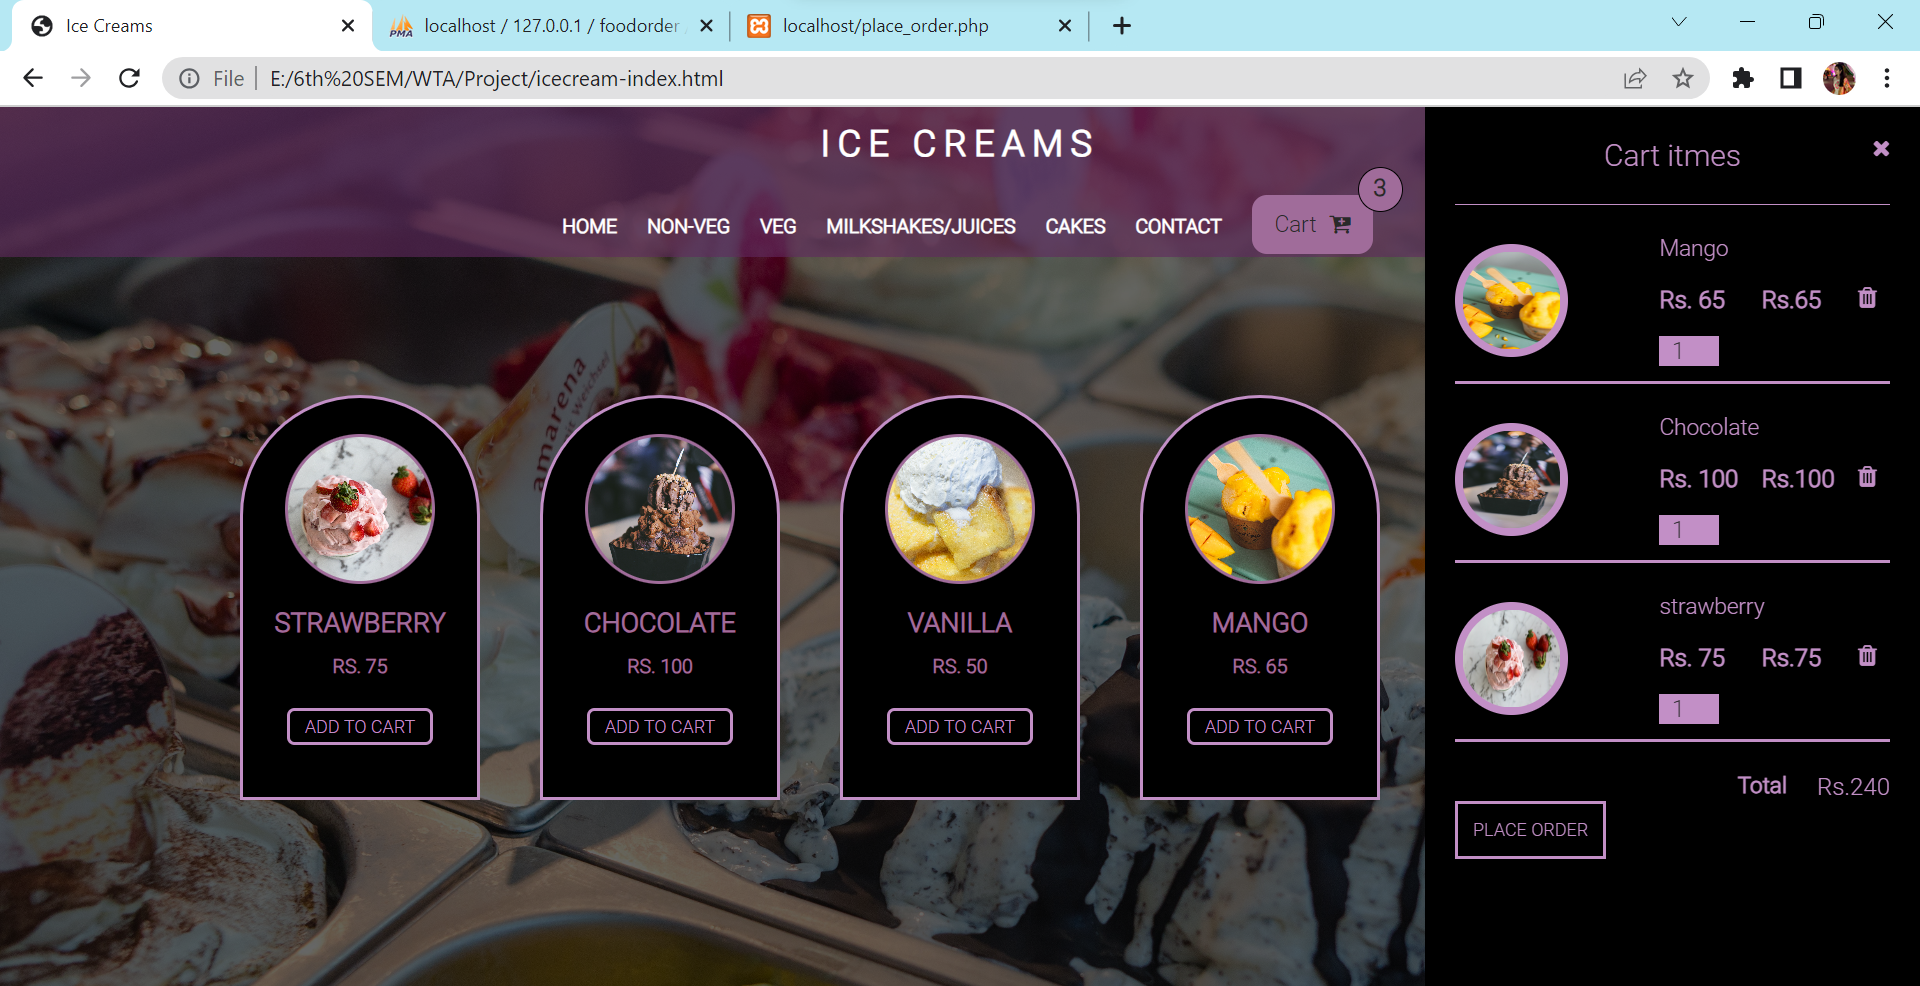 Ice Creams
localhost / 127.0.0.1 / foodorder
localhost/place_order.php
File
E:/6th%20SEM/WTA/Project/icecream-index.html
ICE CREAMS
HOME NON-VEG VEG MILKSHAKES/JUICES CAKES CONTACT Cart 3
amarena
STRAWBERRY
RS. 75
ADD TO CART
CHOCOLATE
RS. 100
ADD TO CART
VANILLA
RS. 50
ADD TO CART
MANGO
RS. 65
ADD TO CART
Cart itmes
Mango
Rs. 65 Rs.65
1
Chocolate
Rs. 100 Rs.100
1
strawberry
Rs. 75 Rs.75
1
Total Rs.240
PLACE ORDER